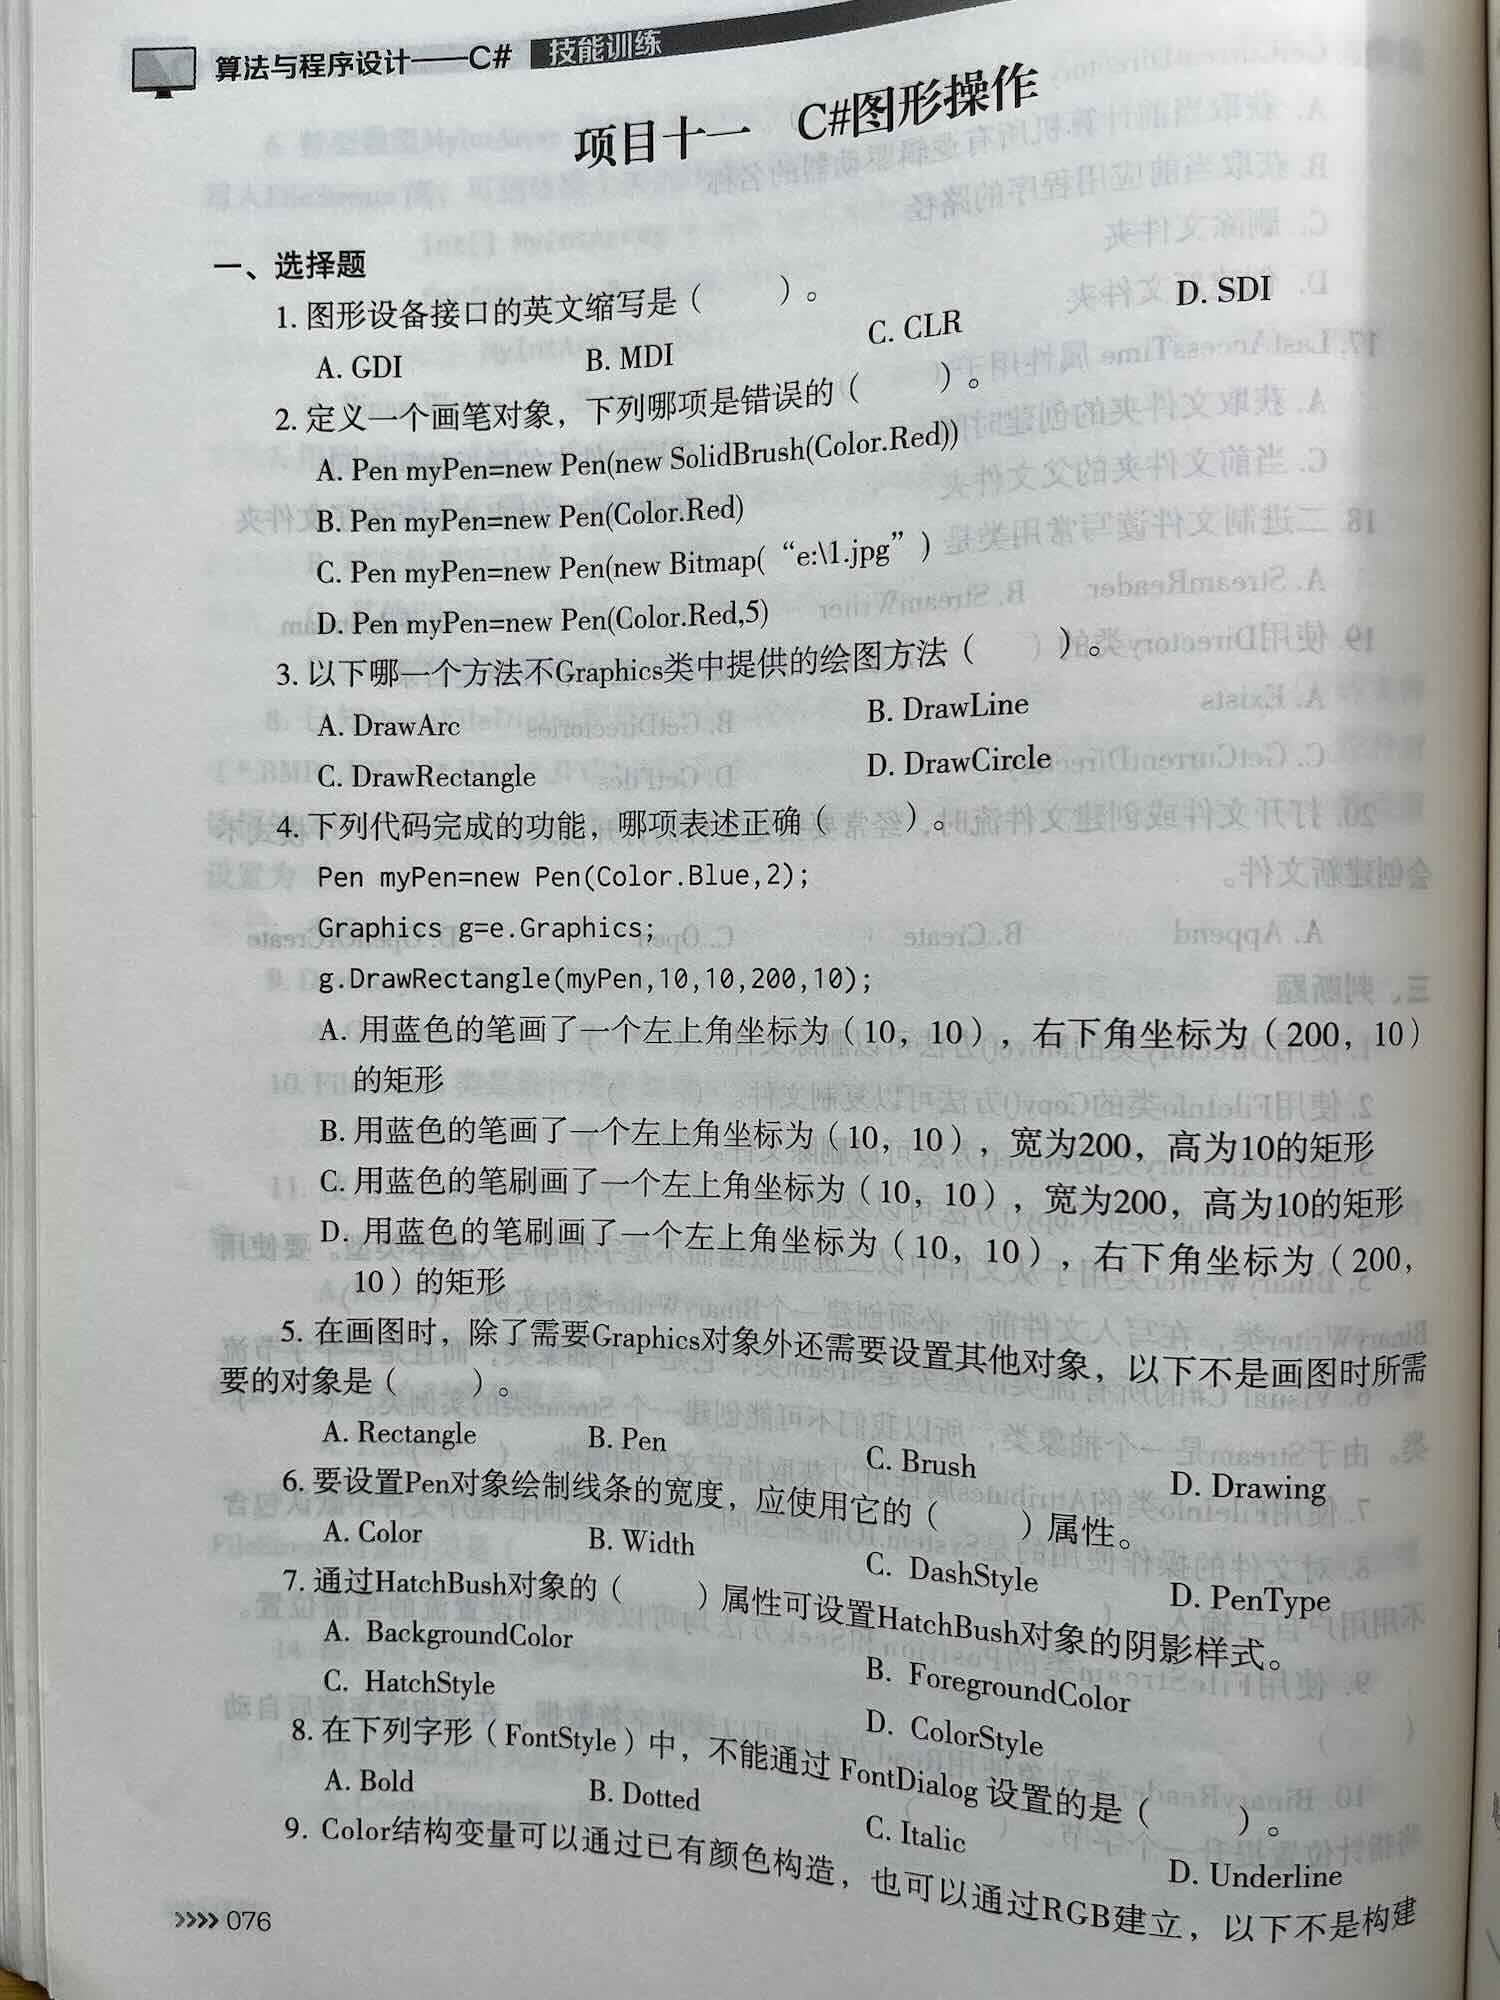 算法与程序设计——C# 技能训练
项目十一 C#图形操作
一、选择题
1. 图形设备接口的英文缩写是（ ）。
A. GDI B. MDI C. CLR D. SDI
2. 定义一个画笔对象，下列哪项是错误的（ ）。
A. Pen myPen=new Pen(new SolidBrush(Color.Red))
B. Pen myPen=new Pen(Color.Red)
C. Pen myPen=new Pen(new Bitmap(“e:\1.jpg”)
D. Pen myPen=new Pen(Color.Red,5)
3. 以下哪一个方法不Graphics类中提供的绘图方法（ ）。
A. DrawArc B. DrawLine
C. DrawRectangle D. DrawCircle
4. 下列代码完成的功能，哪项表述正确（ ）。
Pen myPen=new Pen(Color.Blue,2);
Graphics g=e.Graphics;
g.DrawRectangle(myPen,10,10,200,10);
A. 用蓝色的笔画了一个左上角坐标为（10，10），右下角坐标为（200，10）
的矩形
B. 用蓝色的笔画了一个左上角坐标为（10，10），宽为200，高为10的矩形
C. 用蓝色的笔刷画了一个左上角坐标为（10，10），宽为200，高为10的矩形
D. 用蓝色的笔刷画了一个左上角坐标为（10，10），右下角坐标为（200，
10）的矩形
5. 在画图时，除了需要Graphics对象外还需要设置其他对象，以下不是画图时所需
要的对象是（ ）。
A. Rectangle B. Pen C. Brush D. Drawing
6. 要设置Pen对象绘制线条的宽度，应使用它的（ ）属性。
A. Color B. Width C. DashStyle D. PenType
7. 通过HatchBush对象的（ ）属性可设置HatchBush对象的阴影样式。
A. BackgroundColor B. ForegroundColor
C. HatchStyle D. ColorStyle
8. 在下列字形（FontStyle）中，不能通过 FontDialog 设置的是（ ）。
A. Bold B. Dotted C. Italic D. Underline
9. Color结构变量可以通过已有颜色构造，也可以通过RGB建立，以下不是构建
›››› 076